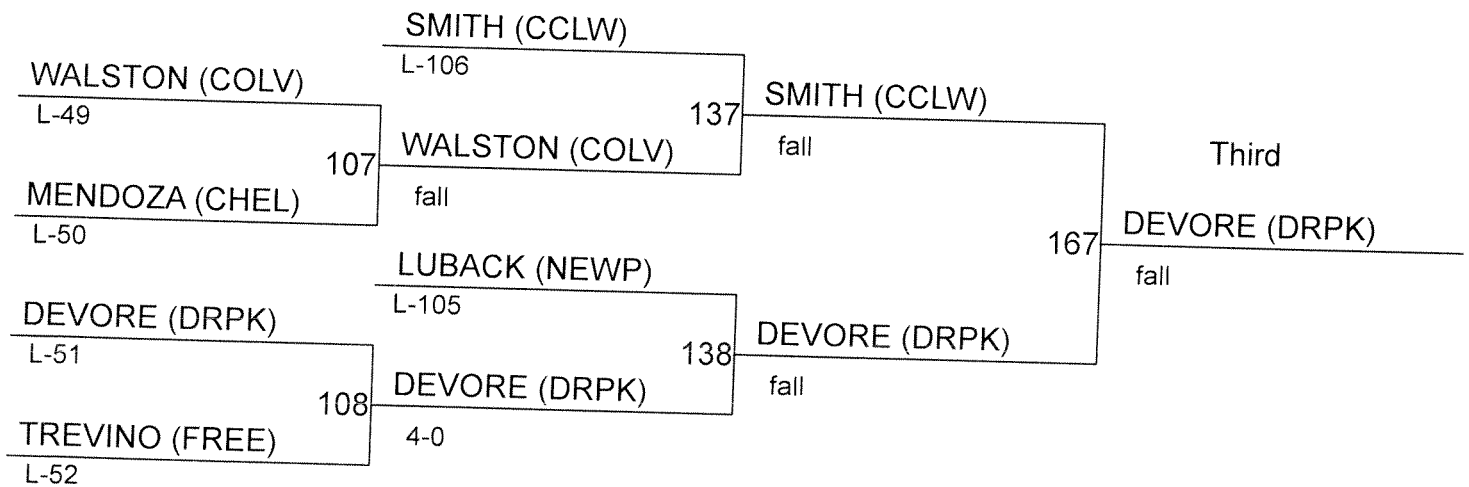 SMITH (CCLW)
L-106
WALSTON (COLV)
L-49
137
SMITH (CCLW)
fall
107
WALSTON (COLV)
fall
MENDOZA (CHEL)
L-50
Third
167
DEVORE (DRPK)
fall
LUBACK (NEWP)
L-105
DEVORE (DRPK)
L-51
138
DEVORE (DRPK)
fall
108
DEVORE (DRPK)
4-0
TREVINO (FREE)
L-52